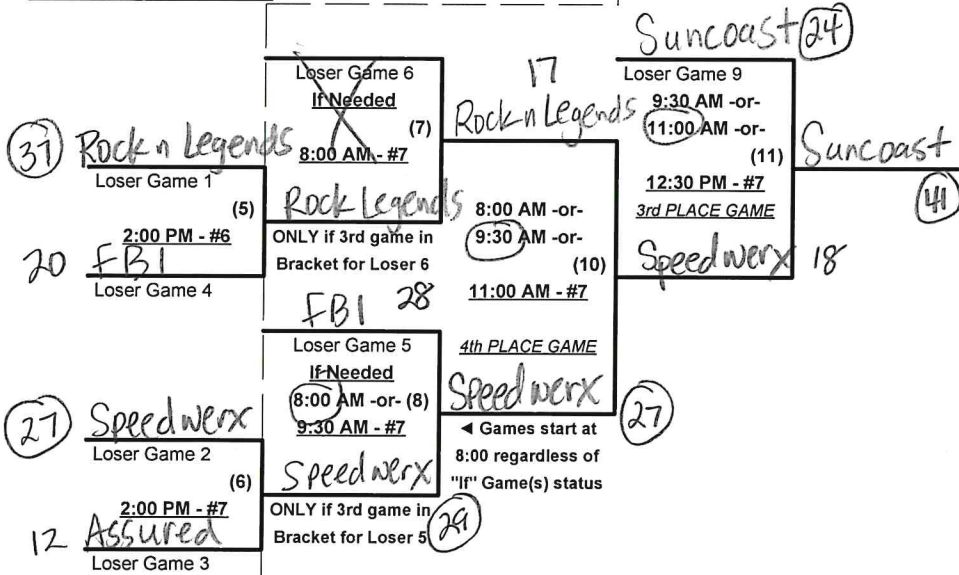 Suncoast 24
Loser Game 6
If Needed
(7)
8:00 AM - #7
17
Rock n Legends
Loser Game 9
9:30 AM -or-
11:00 AM -or-
(11)
12:30 PM - #7
3rd PLACE GAME
Suncoast
41
37 Rock n Legends
Loser Game 1
(5)
2:00 PM - #6
20 FBI
Loser Game 4
Rock Legends
ONLY if 3rd game in
Bracket for Loser 6
8:00 AM -or-
9:30 AM -or-
(10)
11:00 AM - #7
4th PLACE GAME
Speedwerx 18
FBI 28
Loser Game 5
If Needed
8:00 AM -or- (8)
9:30 AM - #7
Speedwerx
27
◄ Games start at
8:00 regardless of
"If" Game(s) status
27 Speedwerx
Loser Game 2
(6)
2:00 PM - #7
12 Assured
Loser Game 3
Speedwerx
ONLY if 3rd game in
Bracket for Loser 5
29